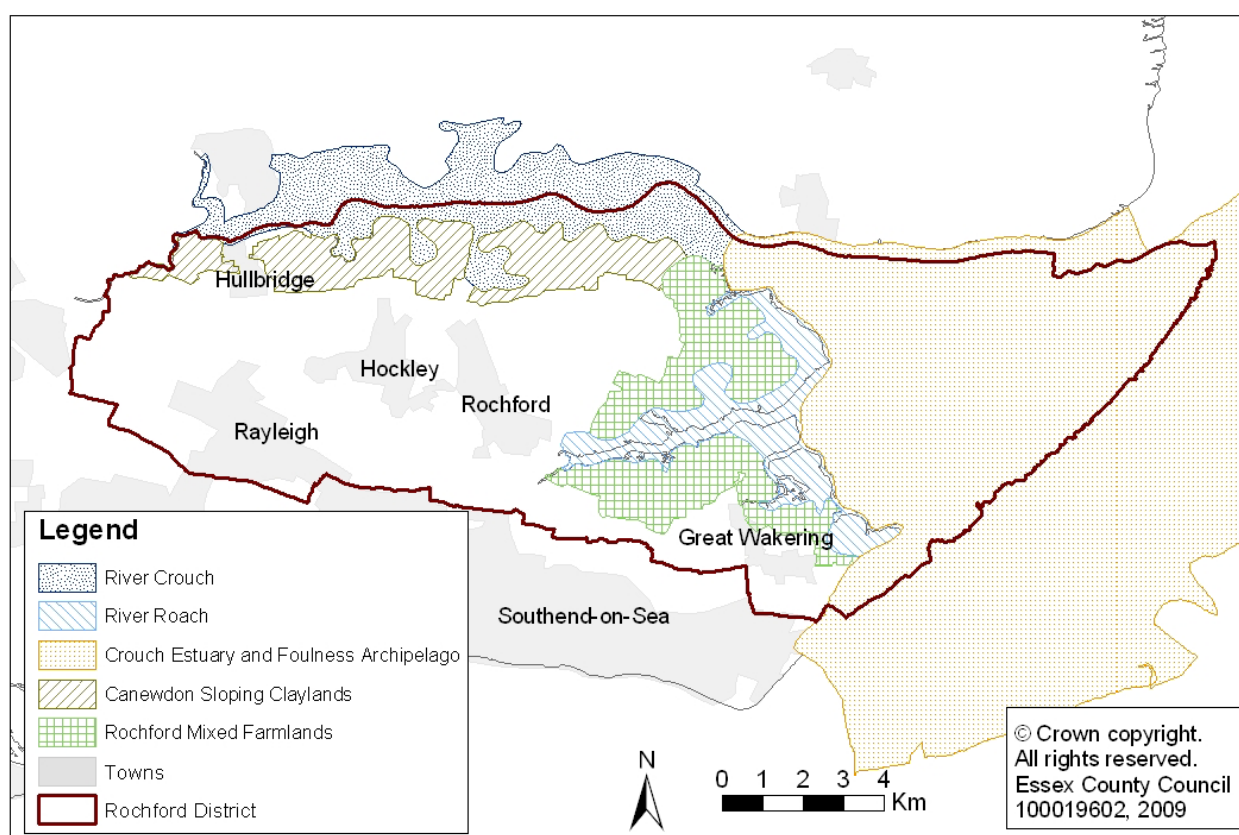 Hullbridge
Hockley
Rochford
Rayleigh
Great Wakering
Southend-on-Sea
Legend
River Crouch
River Roach
Crouch Estuary and Foulness Archipelago
Canewdon Sloping Claylands
Rochford Mixed Farmlands
Towns
Rochford District
N
0 1 2 3 4
Km
© Crown copyright.
All rights reserved.
Essex County Council
100019602, 2009